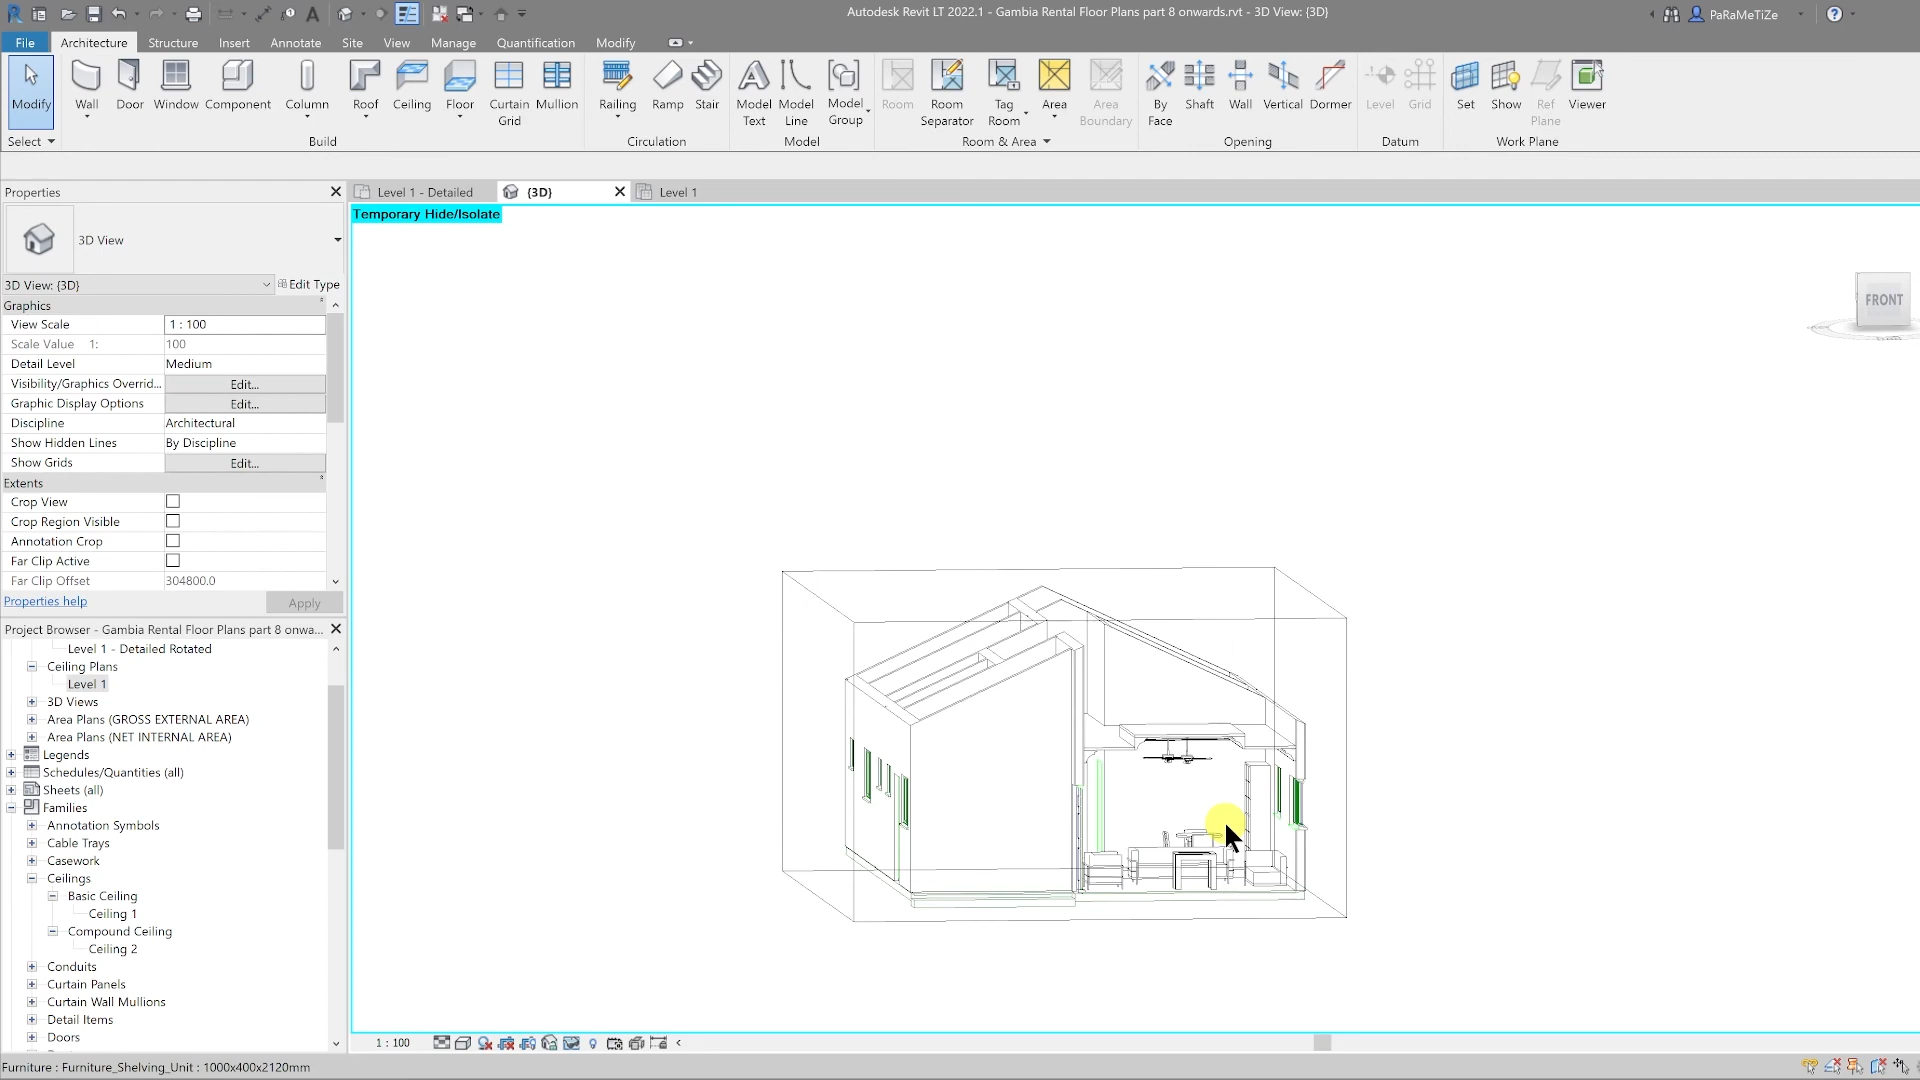 Autodesk Revit LT 2022.1 - Gambia Rental Floor Plans part 8 onwards.rvt - 3D View: {3D}
PaRaMeTiZe
File Architecture Structure Insert Annotate Site View Manage Quantification Modify
Modify Wall Door Window Component Column Roof Ceiling Floor Curtain Grid Mullion Railing Ramp Stair Model Text Model Line Model Group Room Room Separator Tag Room Area Area Boundary By Face Shaft Wall Vertical Dormer Level Grid Set Show Ref Plane Viewer
Select Build Circulation Model Room & Area Opening Datum Work Plane
Properties
Level 1 - Detailed {3D} Level 1
Temporary Hide/Isolate
3D View
3D View: {3D} Edit Type
Graphics
View Scale 1 : 100
Scale Value 1: 100
Detail Level Medium
Visibility/Graphics Overrid... Edit...
Graphic Display Options Edit...
Discipline Architectural
Show Hidden Lines By Discipline
Show Grids Edit...
Extents
Crop View
Crop Region Visible
Annotation Crop
Far Clip Active
Far Clip Offset 304800.0
Properties help Apply
FRONT
Project Browser - Gambia Rental Floor Plans part 8 onwa...
Level 1 - Detailed Rotated
Ceiling Plans
Level 1
3D Views
Area Plans (GROSS EXTERNAL AREA)
Area Plans (NET INTERNAL AREA)
Legends
Schedules/Quantities (all)
Sheets (all)
Families
Annotation Symbols
Cable Trays
Casework
Ceilings
Basic Ceiling
Ceiling 1
Compound Ceiling
Ceiling 2
Conduits
Curtain Panels
Curtain Wall Mullions
Detail Items
Doors
1 : 100
Furniture : Furniture_Shelving_Unit : 1000x400x2120mm